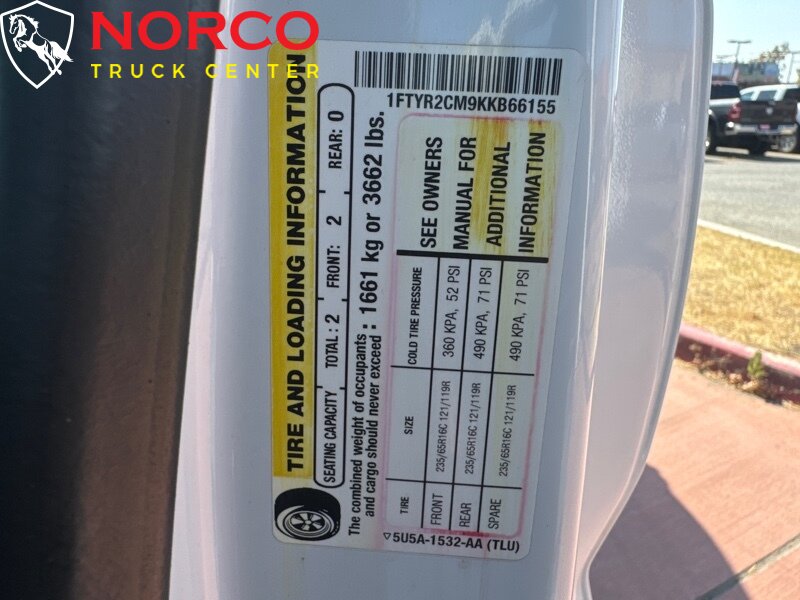 NORCO
TRUCK CENTER
TIRE AND LOADING INFORMATION
SEATING CAPACITY TOTAL : 2 FRONT: 2 REAR: 0
The combined weight of occupants
and cargo should never exceed : 1661 kg or 3662 lbs.
1FTYR2CM9KKB66155
TIRE SIZE COLD TIRE PRESSURE
FRONT 235/65R16C 121/119R 360 KPA, 52 PSI
REAR 235/65R16C 121/119R 490 KPA, 71 PSI
SPARE 235/65R16C 121/119R 490 KPA, 71 PSI
SEE OWNERS
MANUAL FOR
ADDITIONAL
INFORMATION
▽5U5A-1532-AA (TLU)